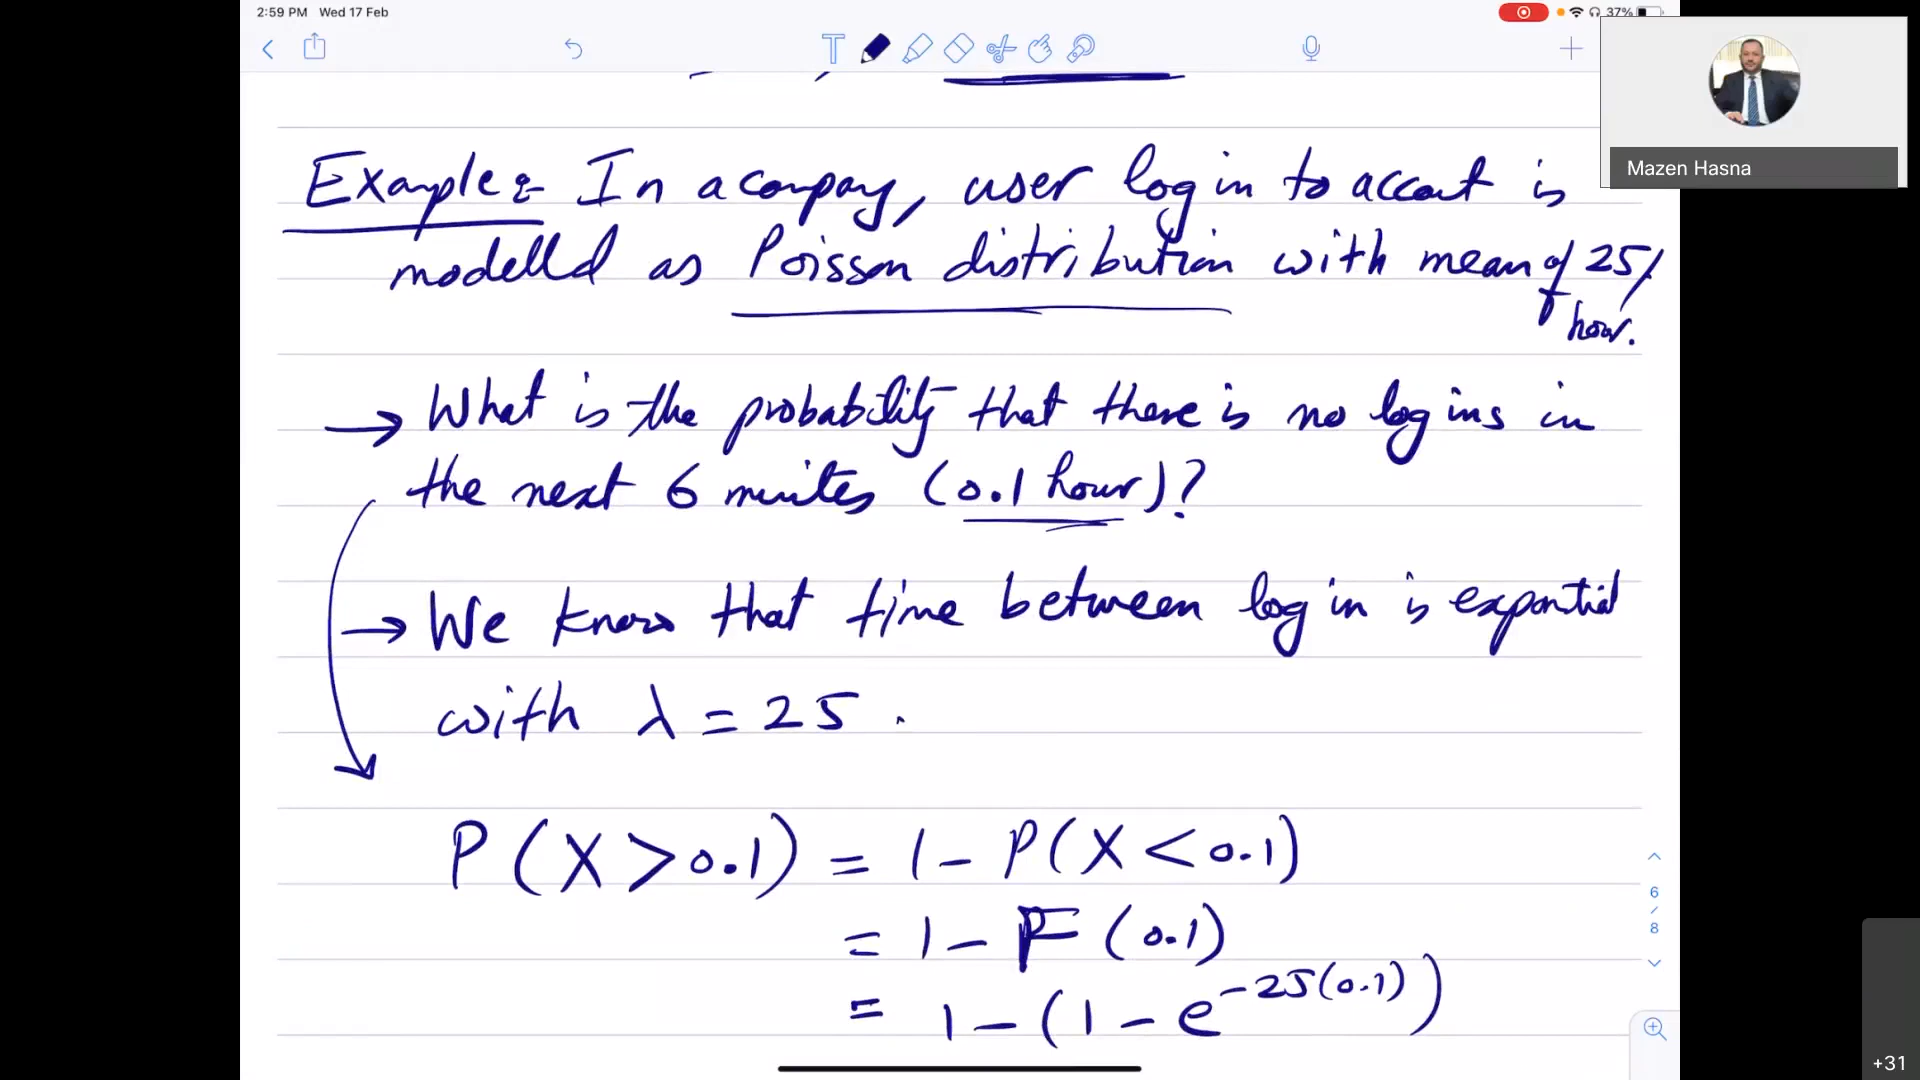 2:59 PM Wed 17 Feb
37%
Mazen Hasna
Example:- In a company, user log in to account is
modelled as Poisson distribution with mean of 25/
hour.
→ What is the probability that there is no log ins in
the next 6 minutes (0.1 hour)?
→ We know that time between log in is exponential
with λ = 25.
P(X > 0.1) = 1 - P(X < 0.1)
= 1 - F(0.1)
= 1 - (1 - e^-25(0.1))
6
/
8
+31